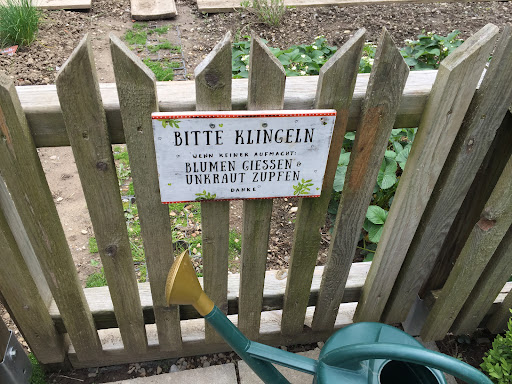 BITTE KLINGELN
WENN KEINER AUFMACHT:
BLUMEN GIESSEN &
UNKRAUT ZUPFEN
DANKE